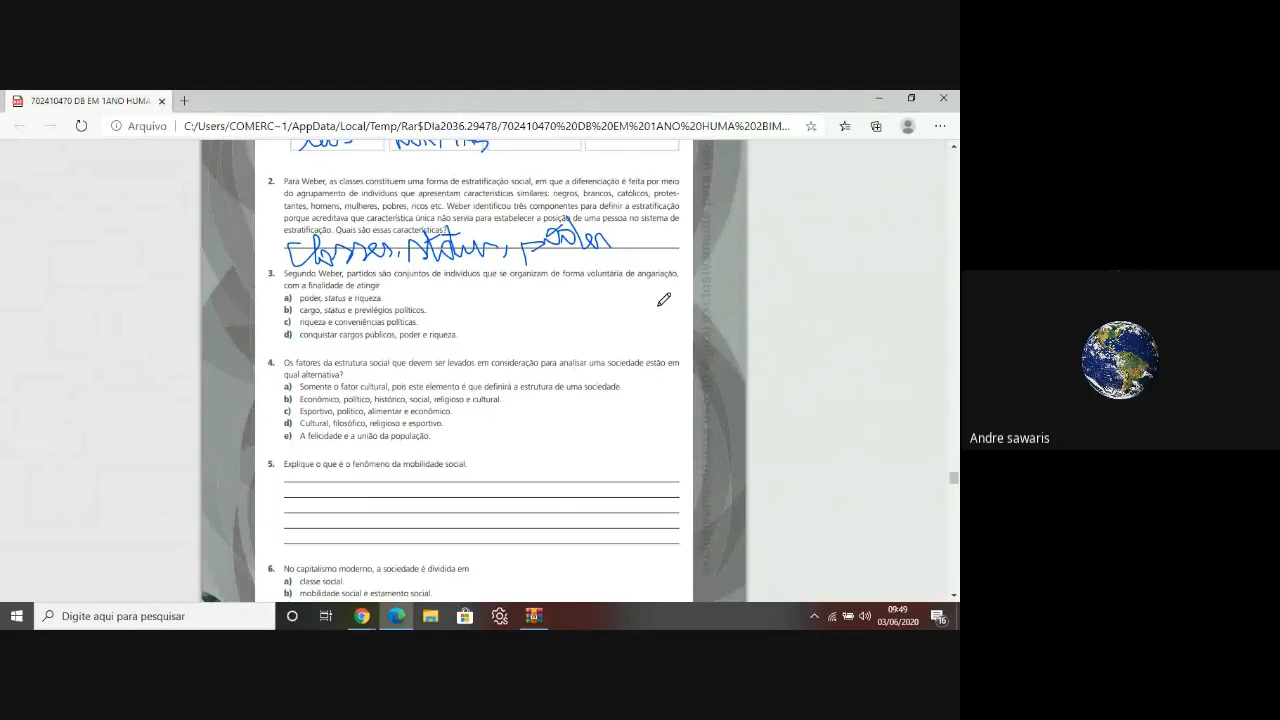 702410470 DB EM 1ANO HUMA
Arquivo
C:/Users/COMERC~1/AppData/Local/Temp/Rar$DIa2036.29478/702410470%20DB%20EM%201ANO%20HUMA%202BIM...
2. Para Weber, as classes constituem uma forma de estratificação social, em que a diferenciação é feita por meio
do agrupamento de indivíduos que apresentam características similares: negros, brancos, católicos, protes-
tantes, homens, mulheres, pobres, ricos etc. Weber identificou três componentes para definir a estratificação
porque acreditava que característica única não servia para estabelecer a posição de uma pessoa no sistema de
estratificação. Quais são essas características?
Classes, status, poder
3. Segundo Weber, partidos são conjuntos de indivíduos que se organizam de forma voluntária de angariação,
com a finalidade de atingir
a) poder, status e riqueza.
b) cargo, status e previlégios políticos.
c) riqueza e conveniências políticas.
d) conquistar cargos públicos, poder e riqueza.
4. Os fatores da estrutura social que devem ser levados em consideração para analisar uma sociedade estão em
qual alternativa?
a) Somente o fator cultural, pois este elemento é que definirá a estrutura de uma sociedade.
b) Econômico, político, histórico, social, religioso e cultural.
c) Esportivo, político, alimentar e econômico.
d) Cultural, filosófico, religioso e esportivo.
e) A felicidade e a união da população.
5. Explique o que é o fenômeno da mobilidade social.
6. No capitalismo moderno, a sociedade é dividida em
a) classe social.
b) mobilidade social e estamento social.
Andre sawaris
Digite aqui para pesquisar
09:49
03/06/2020
16